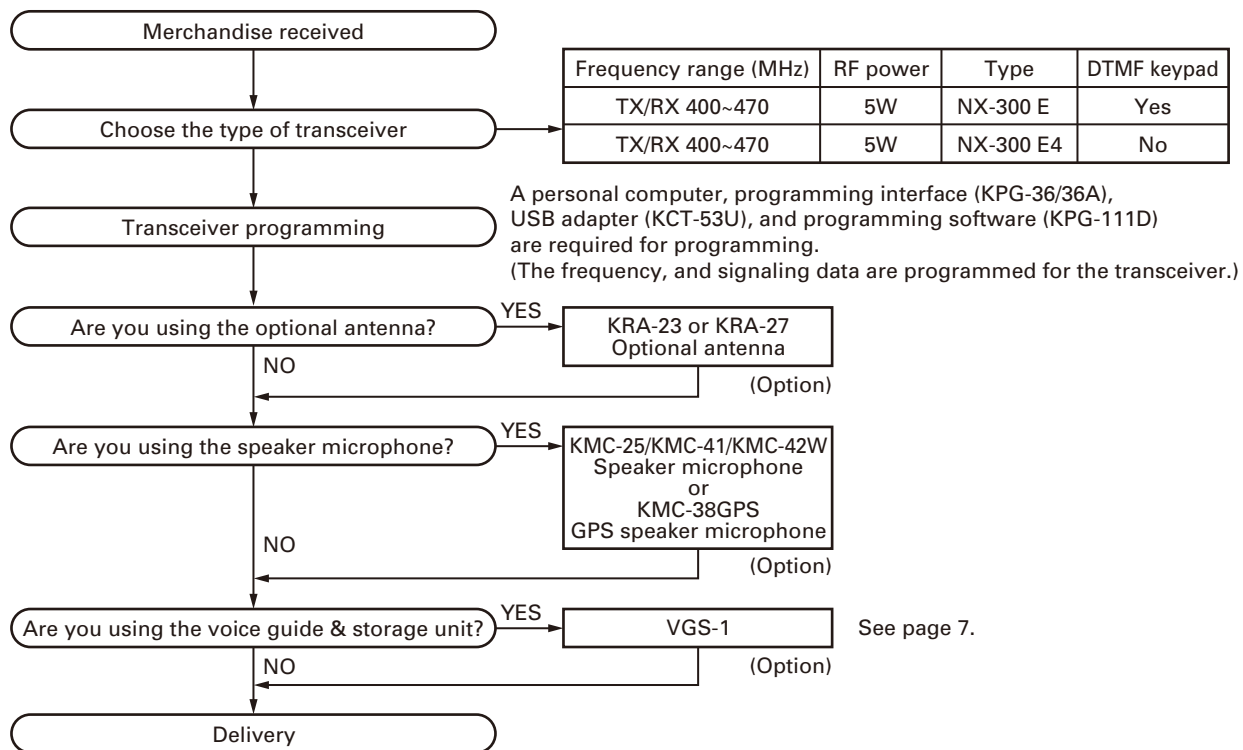 Merchandise received
Frequency range (MHz) RF power Type DTMF keypad
TX/RX 400~470 5W NX-300 E Yes
TX/RX 400~470 5W NX-300 E4 No
Choose the type of transceiver
Transceiver programming
A personal computer, programming interface (KPG-36/36A),
USB adapter (KCT-53U), and programming software (KPG-111D)
are required for programming.
(The frequency, and signaling data are programmed for the transceiver.)
Are you using the optional antenna?
YES
KRA-23 or KRA-27
Optional antenna
(Option)
NO
Are you using the speaker microphone?
YES
KMC-25/KMC-41/KMC-42W
Speaker microphone
or
KMC-38GPS
GPS speaker microphone
(Option)
NO
Are you using the voice guide & storage unit?
YES
VGS-1
See page 7.
(Option)
NO
Delivery